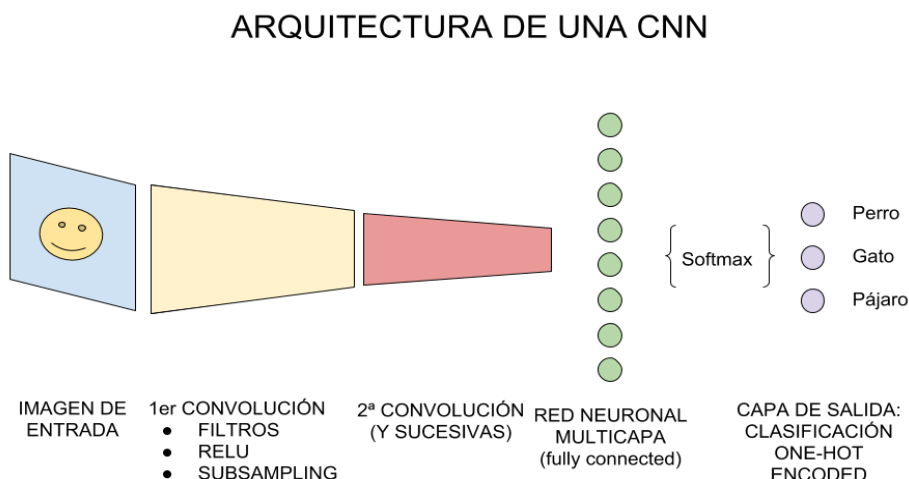 ARQUITECTURA DE UNA CNN
Perro
Softmax
Gato
Pájaro
IMAGEN DE
ENTRADA
1er CONVOLUCIÓN
● FILTROS
● RELU
● SUBSAMPLING
2ª CONVOLUCIÓN
(Y SUCESIVAS)
RED NEURONAL
MULTICAPA
(fully connected)
CAPA DE SALIDA:
CLASIFICACIÓN
ONE-HOT
ENCODED